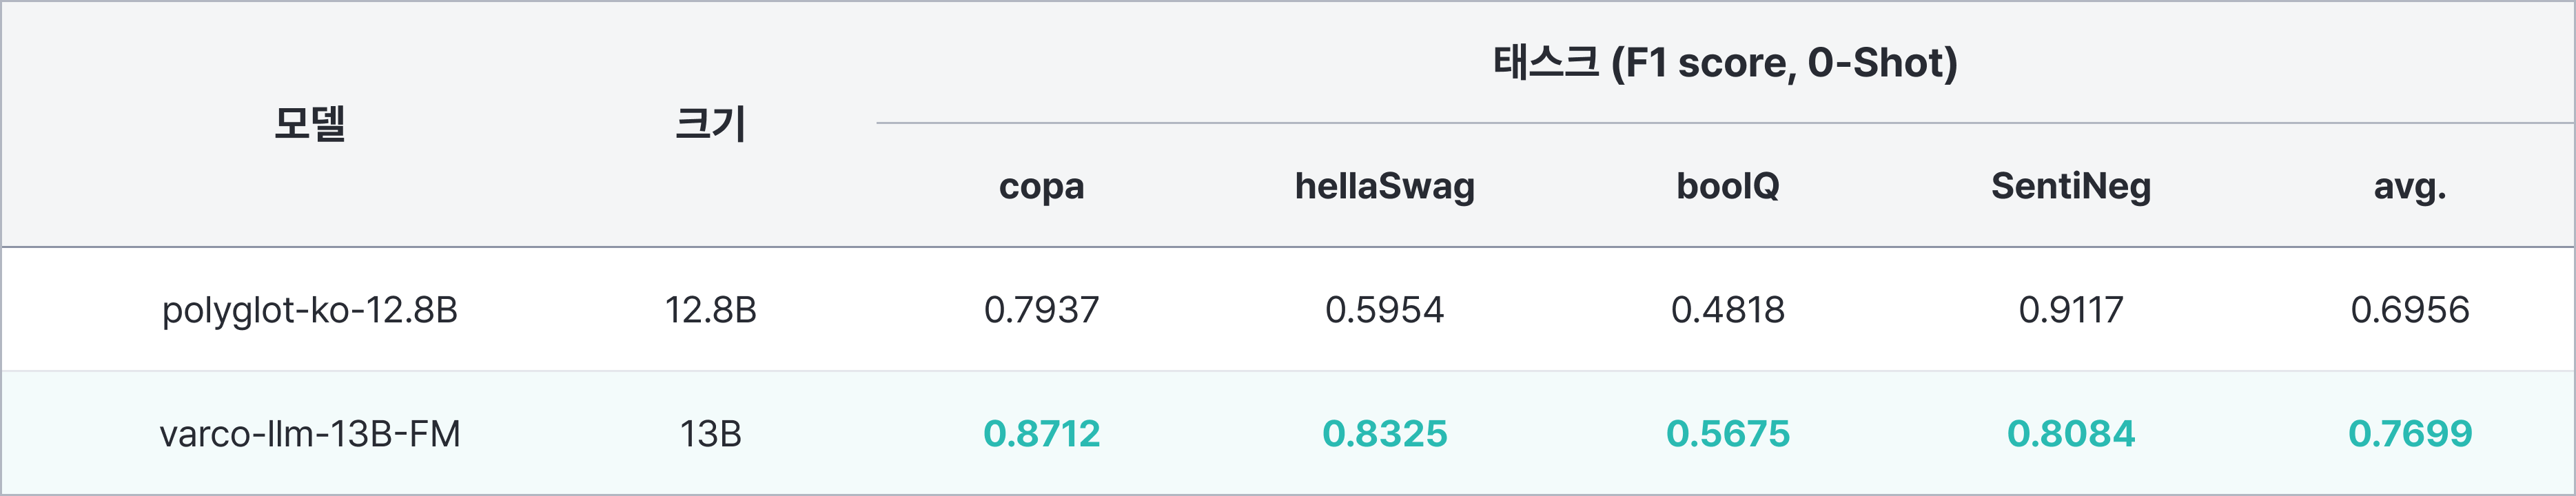 태스크 (F1 score, 0-Shot)
모델 크기
copa hellaSwag boolQ SentiNeg avg.
polyglot-ko-12.8B 12.8B 0.7937 0.5954 0.4818 0.9117 0.6956
varco-llm-13B-FM 13B 0.8712 0.8325 0.5675 0.8084 0.7699